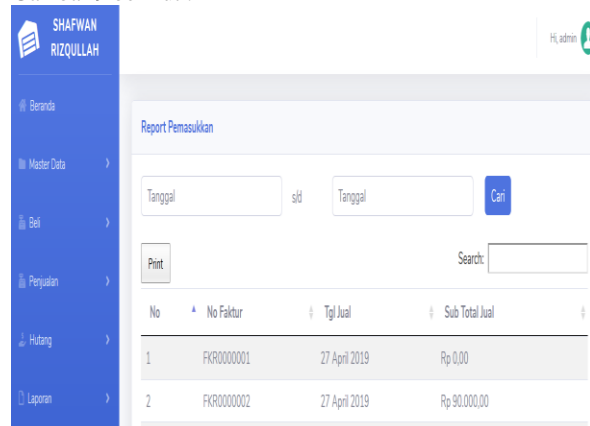 SHAFWAN
RIZQULLAH
Hi, admin
Beranda
Master Data
Beli
Penjualan
Hutang
Laporan
Report Pemasukkan
Tanggal s/d Tanggal Cari
Print Search:
No No Faktur Tgl Jual Sub Total Jual
1 FKR0000001 27 April 2019 Rp 0,00
2 FKR0000002 27 April 2019 Rp 90.000,00